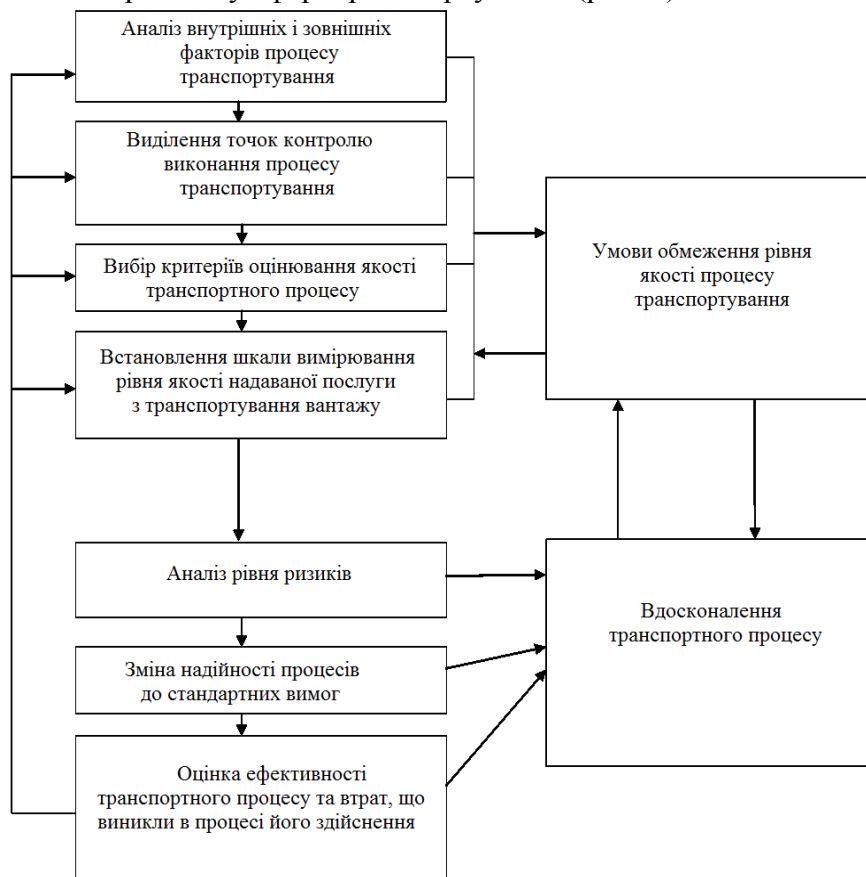 Аналіз внутрішніх і зовнішніх
факторів процесу
транспортування
Виділення точок контролю
виконання процесу
транспортування
Вибір критеріїв оцінювання якості
транспортного процесу
Встановлення шкали вимірювання
рівня якості надаваної послуги
з транспортування вантажу
Умови обмеження рівня
якості процесу
транспортування
Аналіз рівня ризиків
Зміна надійності процесів
до стандартних вимог
Оцінка ефективності
транспортного процесу та втрат, що
виникли в процесі його здійснення
Вдосконалення
транспортного процесу